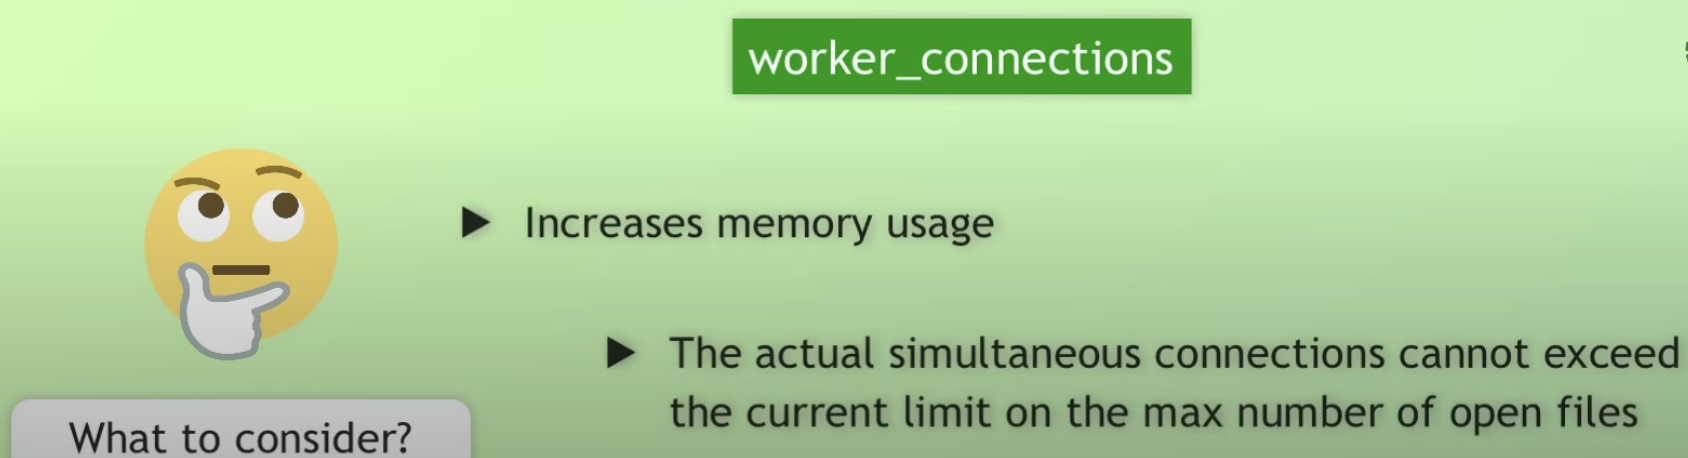 worker_connections
▶ Increases memory usage
▶ The actual simultaneous connections cannot exceed
the current limit on the max number of open files
What to consider?